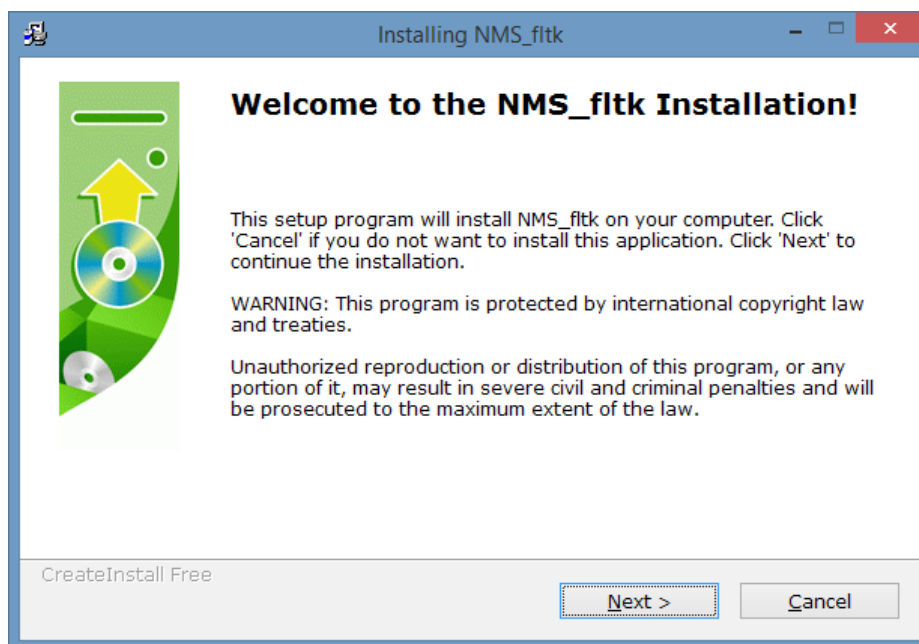 Installing NMS_fltk
Welcome to the NMS_fltk Installation!
This setup program will install NMS_fltk on your computer. Click
'Cancel' if you do not want to install this application. Click 'Next' to
continue the installation.
WARNING: This program is protected by international copyright law
and treaties.
Unauthorized reproduction or distribution of this program, or any
portion of it, may result in severe civil and criminal penalties and will
be prosecuted to the maximum extent of the law.
CreateInstall Free
Next >
Cancel